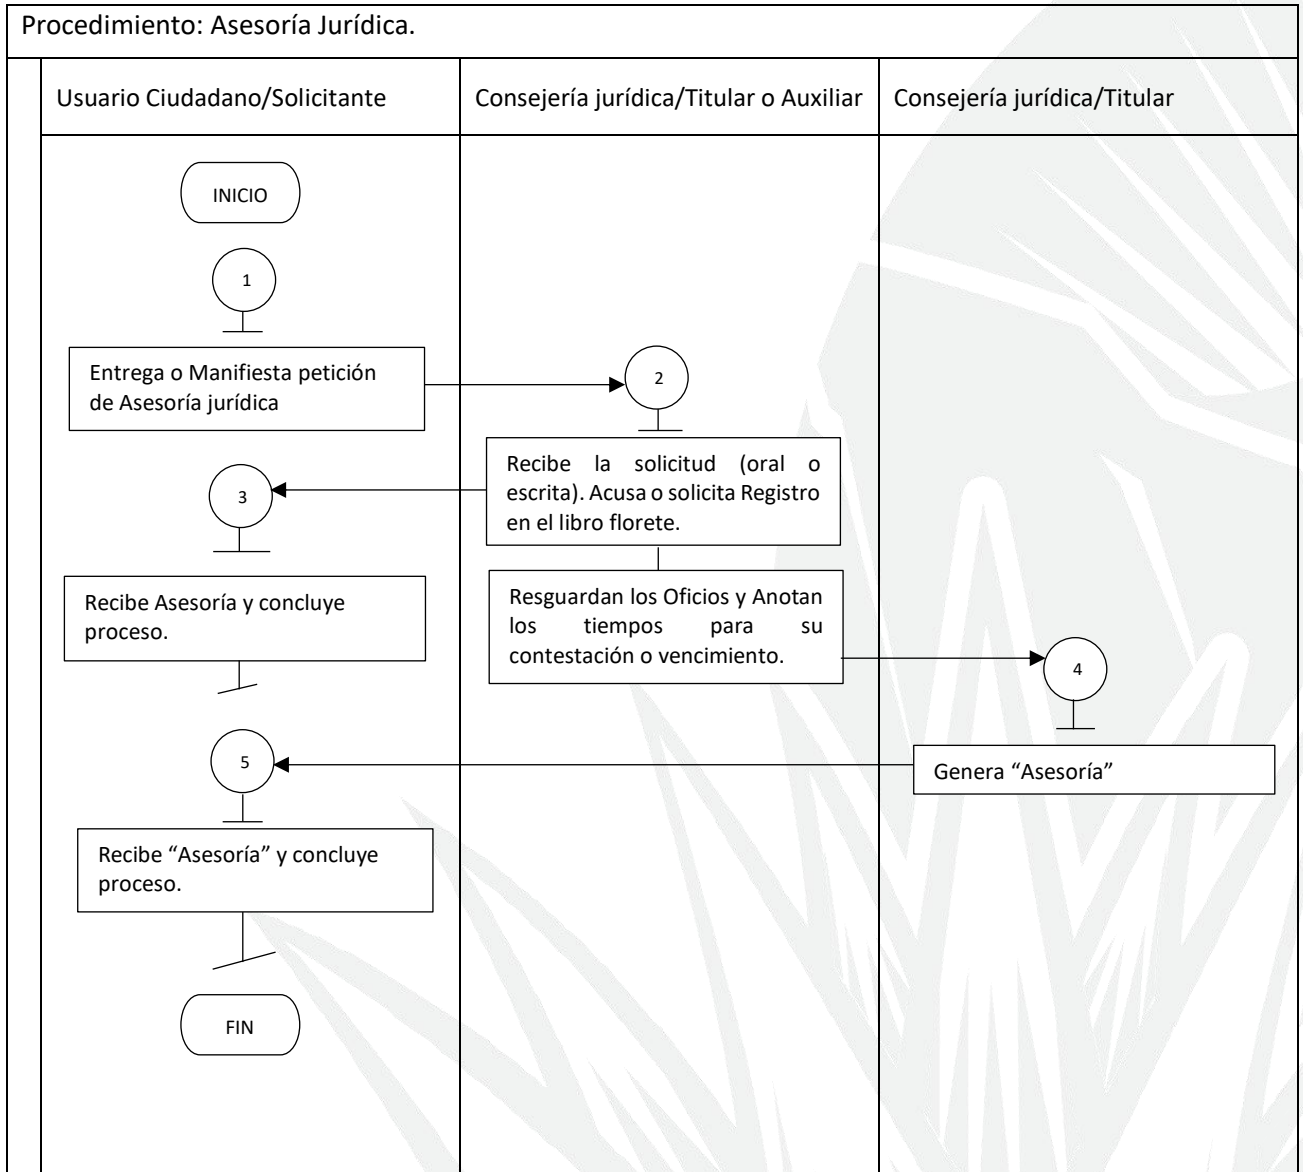 Procedimiento: Asesoría Jurídica.
Usuario Ciudadano/Solicitante
Consejería jurídica/Titular o Auxiliar
Consejería jurídica/Titular
INICIO
1
Entrega o Manifiesta petición
de Asesoría jurídica
2
Recibe la solicitud (oral o
escrita). Acusa o solicita Registro
en el libro florete.
3
Recibe Asesoría y concluye
proceso.
Resguardan los Oficios y Anotan
los tiempos para su
contestación o vencimiento.
4
Genera “Asesoría”
5
Recibe “Asesoría” y concluye
proceso.
FIN